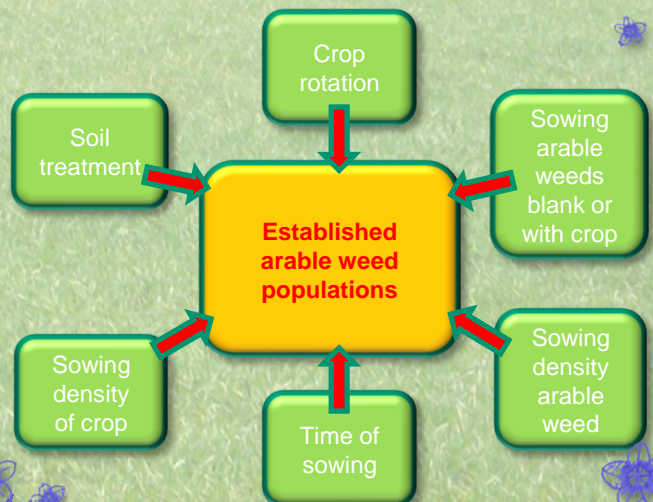 Crop
rotation
Soil
treatment
Sowing
arable
weeds
blank or
with crop
Established
arable weed
populations
Sowing
density
of crop
Time of
sowing
Sowing
density
arable
weed